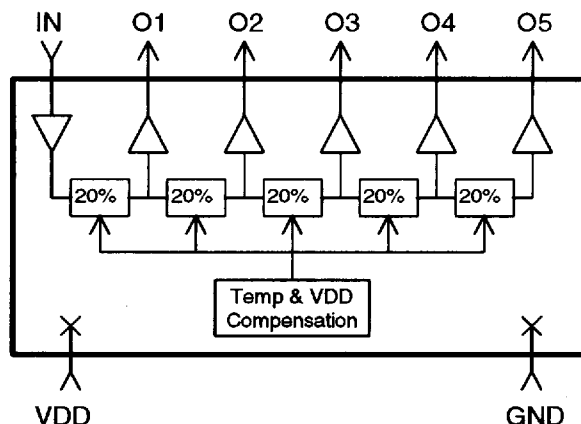 IN O1 O2 O3 O4 O5
20% 20% 20% 20% 20%
Temp & VDD
Compensation
VDD GND